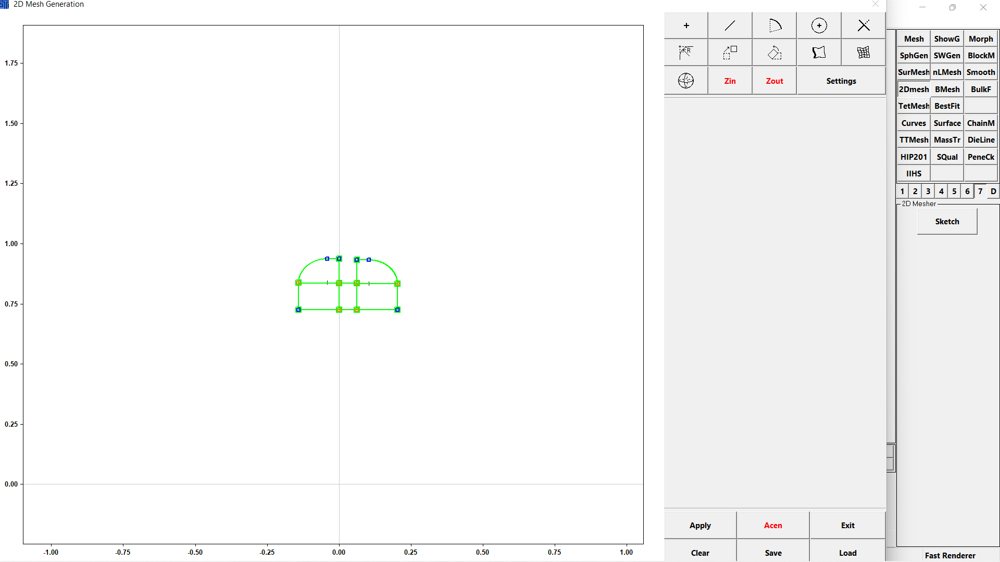 2D Mesh Generation
1.75
1.50
1.25
1.00
0.75
0.50
0.25
0.00
-1.00 -0.75 -0.50 -0.25 0.00 0.25 0.50 0.75 1.00
R
Zin Zout Settings
Apply Acen Exit
Clear Save Load
Mesh ShowG Morph
SphGen SWGen BlockM
SurMesh nLMesh Smooth
2Dmesh BMesh BulkF
TetMesh BestFit
Curves Surface ChainM
TTMesh MassTr DieLine
HIP201 SQual PeneCk
IIHS
1 2 3 4 5 6 7 D
2D Mesher
Sketch
Fast Renderer